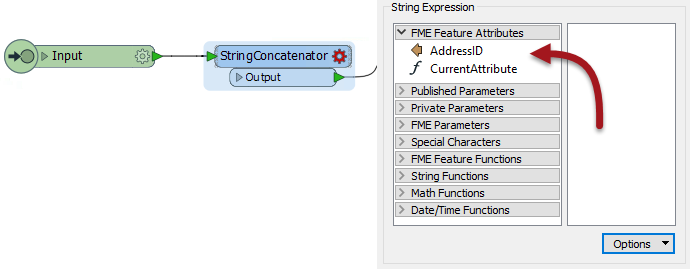 Input
StringConcatenator
Output
String Expression
FME Feature Attributes
AddressID
CurrentAttribute
Published Parameters
Private Parameters
FME Parameters
Special Characters
FME Feature Functions
String Functions
Math Functions
Date/Time Functions
Options